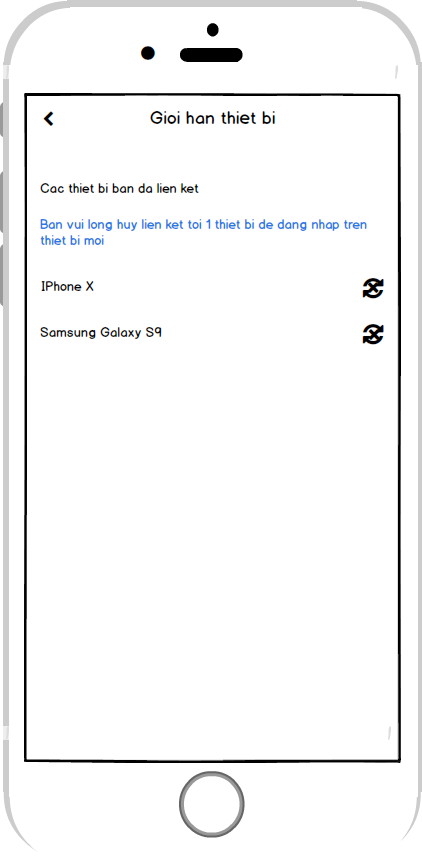 Gioi han thiet bi
Cac thiet bi ban da lien ket
Ban vui long huy lien ket toi 1 thiet bi de dang nhap tren
thiet bi moi
IPhone X
Samsung Galaxy S9